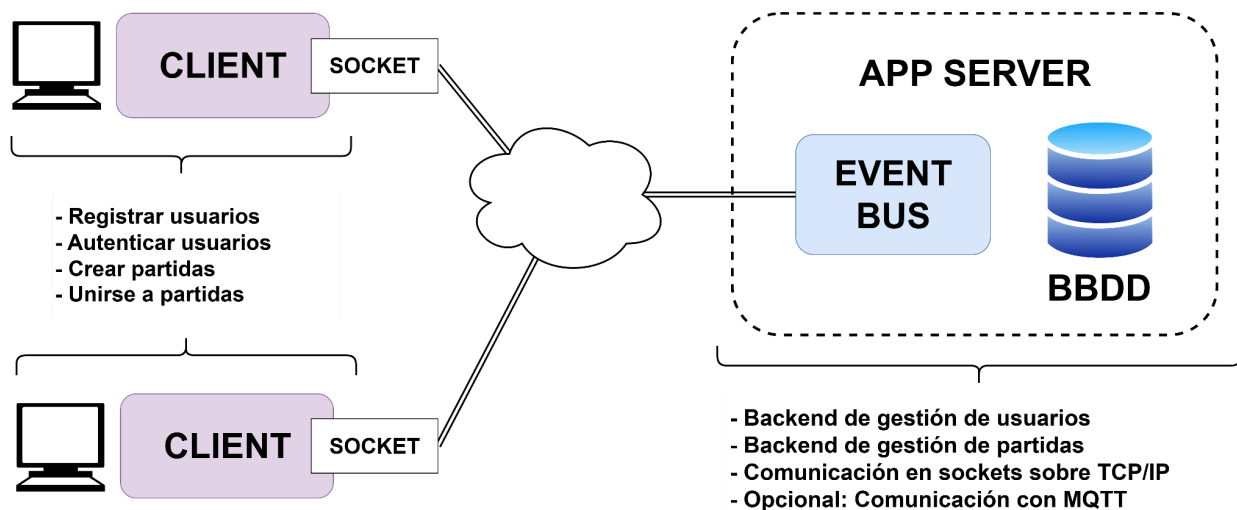 CLIENT
SOCKET
- Registrar usuarios
- Autenticar usuarios
- Crear partidas
- Unirse a partidas
CLIENT
SOCKET
APP SERVER
EVENT
BUS
BBDD
- Backend de gestión de usuarios
- Backend de gestión de partidas
- Comunicación en sockets sobre TCP/IP
- Opcional: Comunicación con MQTT